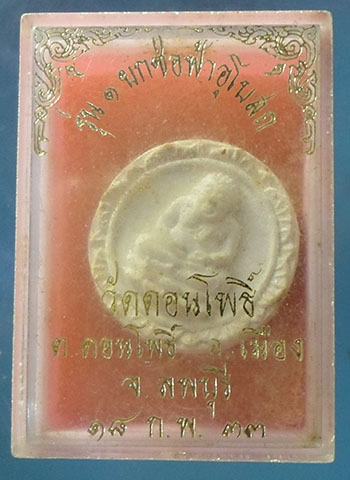 รุ่น ๑ ยกช่อฟ้าอุโบสถ
วัดดอนโพธิ์
ต.ดอนโพธิ์ อ.เมือง
จ.ลพบุรี
๑๘ ก.พ. ๓๓